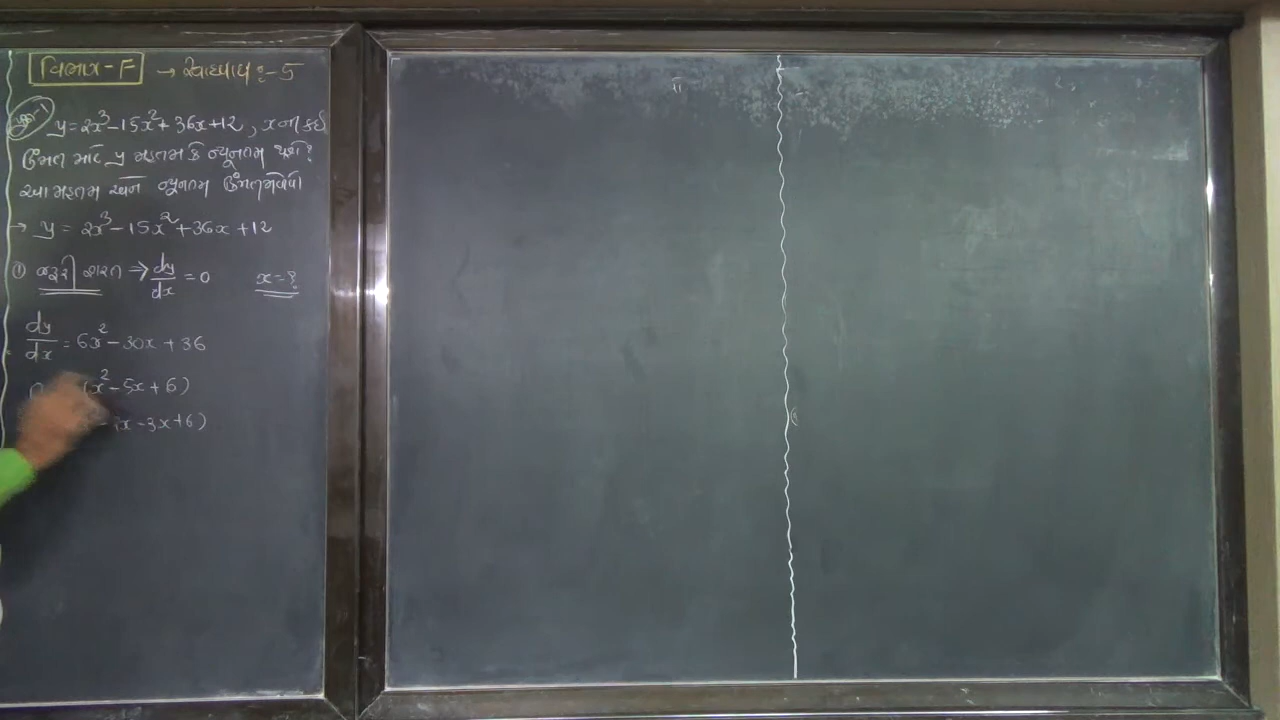 વિભાગ-F → સ્વાધ્યાય :- 5
y = 2x³ - 15x² + 36x + 12 , x ની કઈ
કિંમત માટે y મહત્તમ કે ન્યૂનતમ થશે?
આ મહત્તમ અને ન્યૂનતમ કિંમત મેળવો
→ y = 2x³ - 15x² + 36x + 12
① જરૂરી શરત ⇒ dy/dx = 0 x = ?
dy/dx = 6x² - 30x + 36
(x² - 5x + 6)
x - 3x + 6)